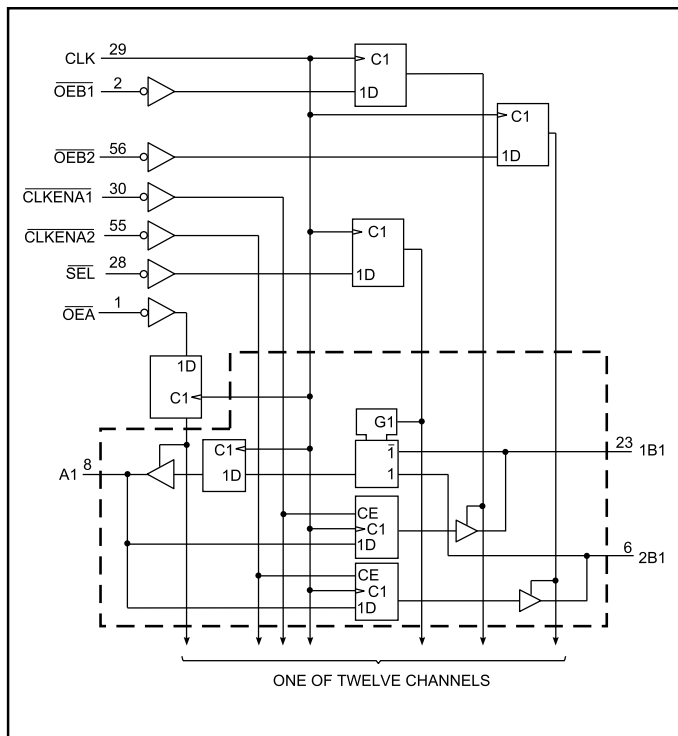 CLK 29
C1
OEB1 2
1D
C1
OEB2 56
1D
CLKENA1 30
CLKENA2 55
C1
SEL 28
1D
OEA 1
1D
C1
G1
C1
1
23 1B1
A1 8
1D
1
CE
C1
1D
6 2B1
CE
C1
1D
ONE OF TWELVE CHANNELS